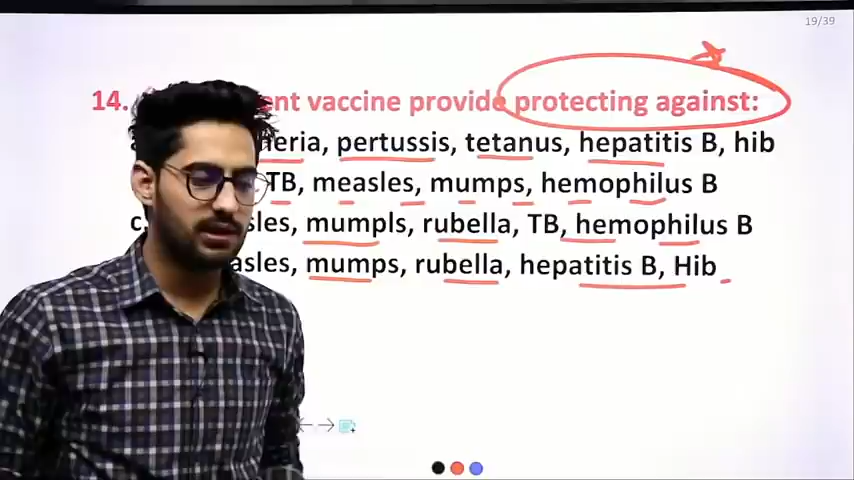 19/39
14. ent vaccine provide protecting against:
heria, pertussis, tetanus, hepatitis B, hib
TB, measles, mumps, hemophilus B
c. sles, mumpls, rubella, TB, hemophilus B
asles, mumps, rubella, hepatitis B, Hib